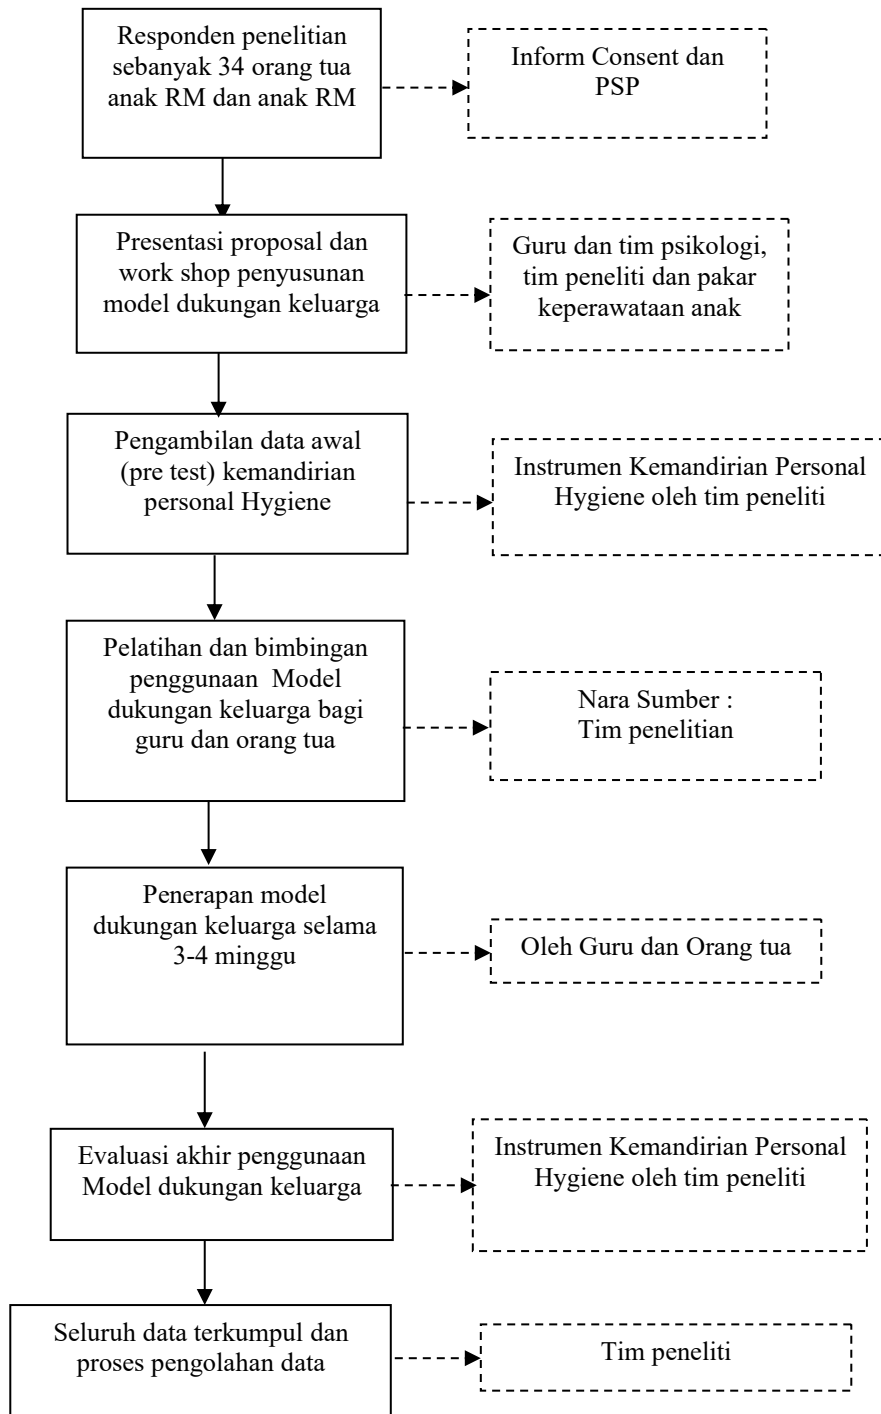 Responden penelitian
sebanyak 34 orang tua
anak RM dan anak RM
Inform Consent dan
PSP
Presentasi proposal dan
work shop penyusunan
model dukungan keluarga
Guru dan tim psikologi,
tim peneliti dan pakar
keperawataan anak
Pengambilan data awal
(pre test) kemandirian
personal Hygiene
Instrumen Kemandirian Personal
Hygiene oleh tim peneliti
Pelatihan dan bimbingan
penggunaan Model
dukungan keluarga bagi
guru dan orang tua
Nara Sumber :
Tim penelitian
Penerapan model
dukungan keluarga selama
3-4 minggu
Oleh Guru dan Orang tua
Evaluasi akhir penggunaan
Model dukungan keluarga
Instrumen Kemandirian Personal
Hygiene oleh tim peneliti
Seluruh data terkumpul dan
proses pengolahan data
Tim peneliti